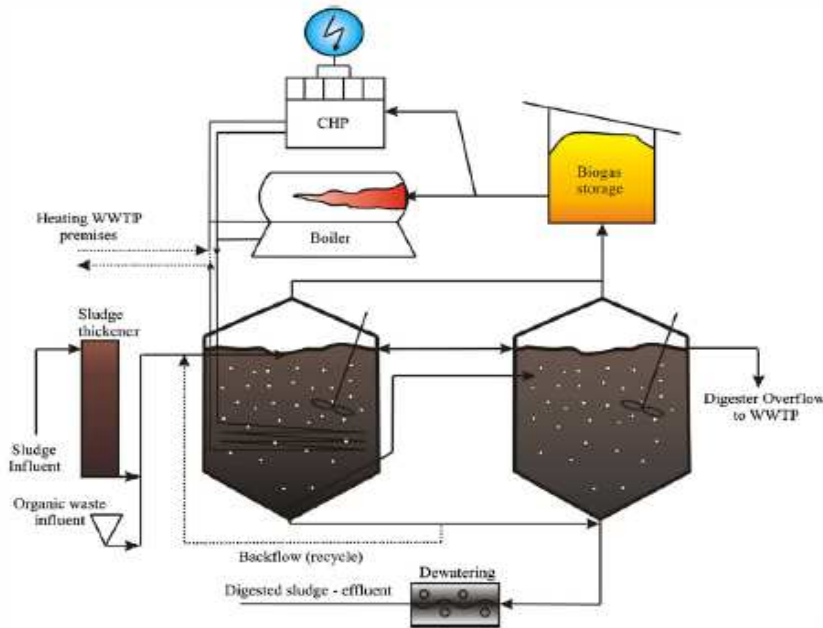 CHP
Biogas
storage
Heating WWTP
premises
Boiler
Sludge
thickener
Digester Overflow
to WWTP
Sludge
Influent
Organic waste
influent
Backflow (recycle)
Dewatering
Digested sludge - effluent